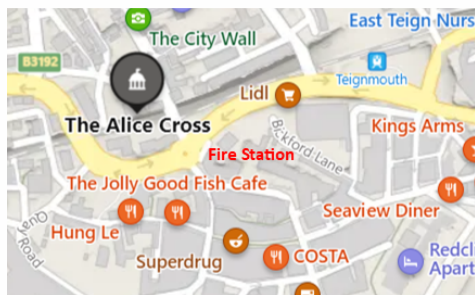 East Teign Nurs
The City Wall
B3192
Teignmouth
Lidl
The Alice Cross
Kings Arms
Bickford Lane
Fire Station
The Jolly Good Fish Cafe
Seaview Diner
Quay Road
Hung Le
Superdrug
COSTA
Redcl
Apart